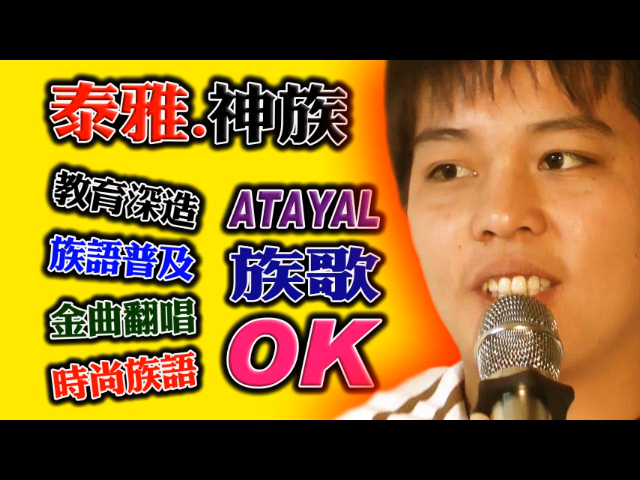 泰雅.神族
教育深造
族語普及
金曲翻唱
時尚族語
ATAYAL
族歌
OK